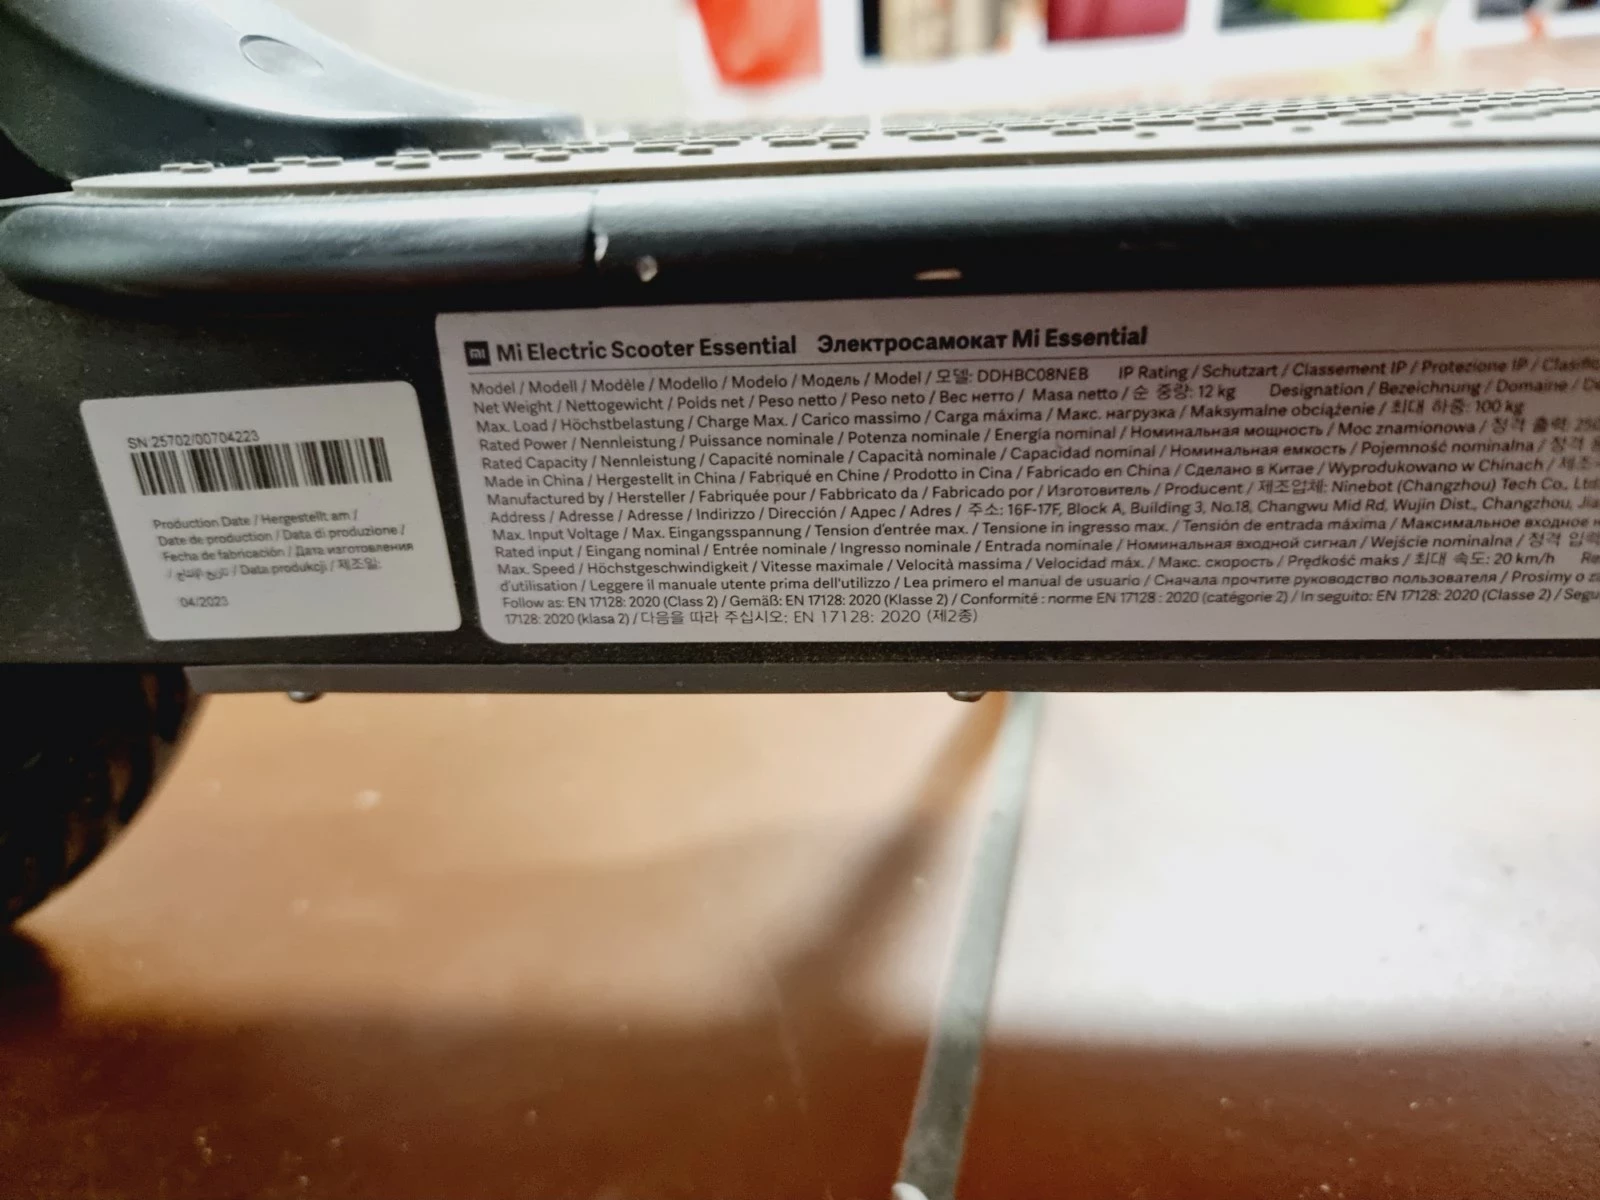 SN:25702/00704223
Production Date / Hergestellt am /
Date de production / Data di produzione /
Fecha de fabricación / Дата изготовления
/ Data produkcji / 제조일:
04/2023
mi Mi Electric Scooter Essential Электросамокат Mi Essential
Model / Modell / Modèle / Modello / Modelo / Модель / Model / 모델: DDHBC08NEB IP Rating / Schutzart / Classement IP / Protezione IP /
Net Weight / Nettogewicht / Poids net / Peso netto / Peso neto / Вес нетто / Masa netto / 순 중량: 12 kg Designation / Bezeichnung / Domaine /
Max. Load / Höchstbelastung / Charge Max. / Carico massimo / Carga máxima / Макс. нагрузка / Maksymalne obciążenie / 최대 하중: 100 kg
Rated Power / Nennleistung / Puissance nominale / Potenza nominale / Energía nominal / Номинальная мощность / Moc znamionowa / 정격 출력:
Rated Capacity / Nennleistung / Capacité nominale / Capacità nominale / Capacidad nominal / Номинальная емкость / Pojemność nominalna / 정격
Made in China / Hergestellt in China / Fabriqué en Chine / Prodotto in Cina / Fabricado en China / Сделано в Китае / Wyprodukowano w Chinach /
Manufactured by / Hersteller / Fabriquée pour / Fabbricato da / Fabricado por / Изготовитель / Producent / 제조업체: Ninebot (Changzhou) Tech Co., Ltd
Address / Adresse / Adresse / Indirizzo / Dirección / Адрес / Adres / 주소: 16F-17F, Block A, Building 3, No.18, Changwu Mid Rd, Wujin Dist., Changzhou,
Max. Input Voltage / Max. Eingangsspannung / Tension d'entrée max. / Tensione in ingresso max. / Tensión de entrada máxima / Максимальное входное
Rated input / Eingang nominal / Entrée nominale / Ingresso nominale / Entrada nominale / Номинальная входной сигнал / Wejście nominalna / 정격 입력
Max. Speed / Höchstgeschwindigkeit / Vitesse maximale / Velocità massima / Velocidad máx. / Макс. скорость / Prędkość maks / 최대 속도: 20 km/h
d'utilisation / Leggere il manuale utente prima dell'utilizzo / Lea primero el manual de usuario / Сначала прочтите руководство пользователя / Prosimy o
Follow as: EN 17128: 2020 (Class 2) / Gemäß: EN 17128: 2020 (Klasse 2) / Conformité : norme EN 17128 : 2020 (catégorie 2) / In seguito: EN 17128: 2020 (Classe 2) /
17128: 2020 (klasa 2) / 다음을 따라 주십시오: EN 17128: 2020 (제2종)